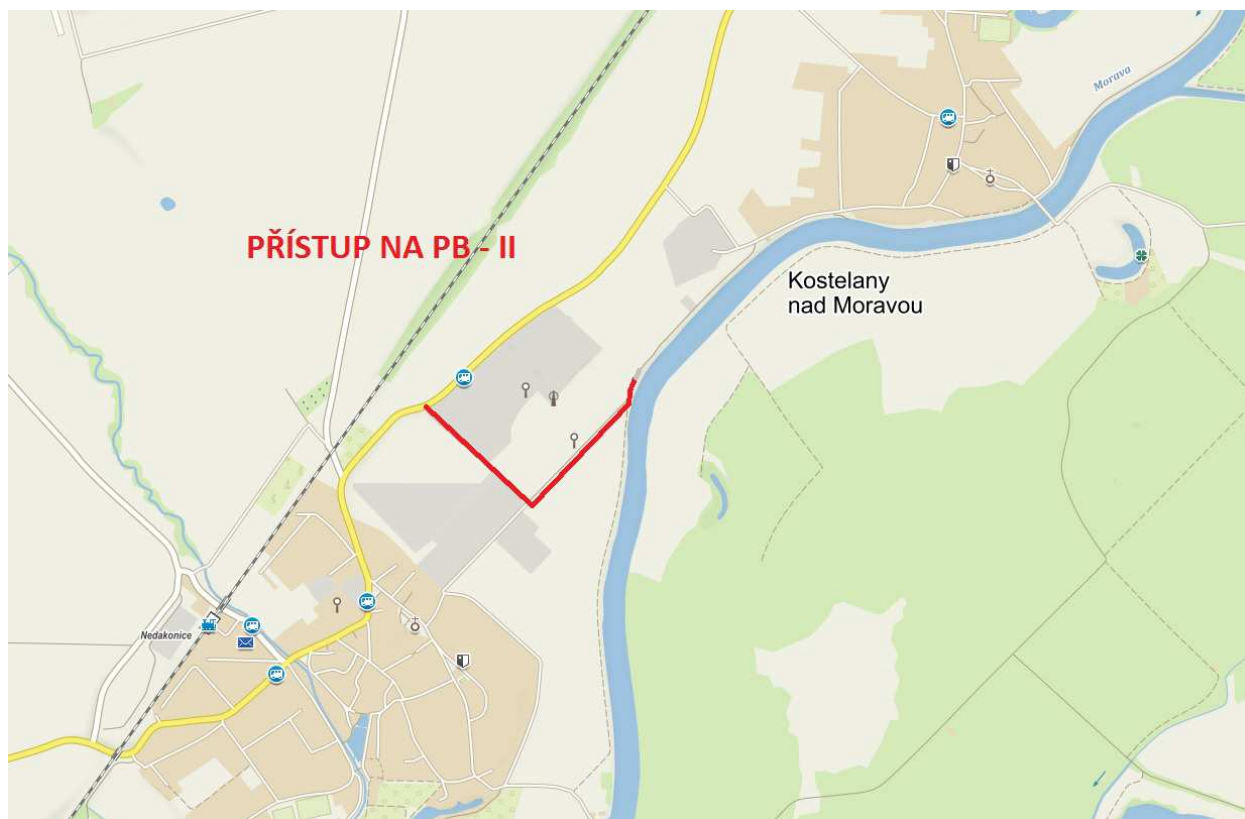 Morava
PŘÍSTUP NA PB - II
Kostelany
nad Moravou
Nedakonice